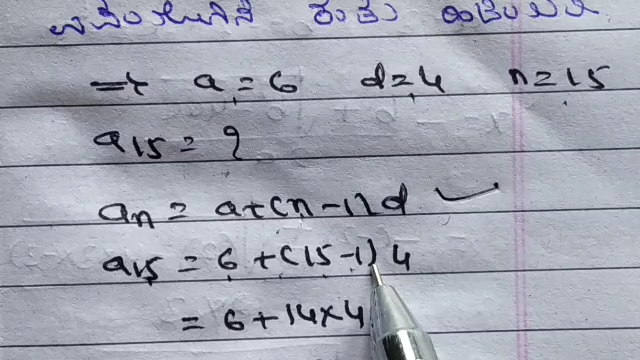 ⇒ a = 6 d = 4 n = 15
a15 = ?
an = a + (n - 1) d
a15 = 6 + (15 - 1) 4
= 6 + 14 × 4